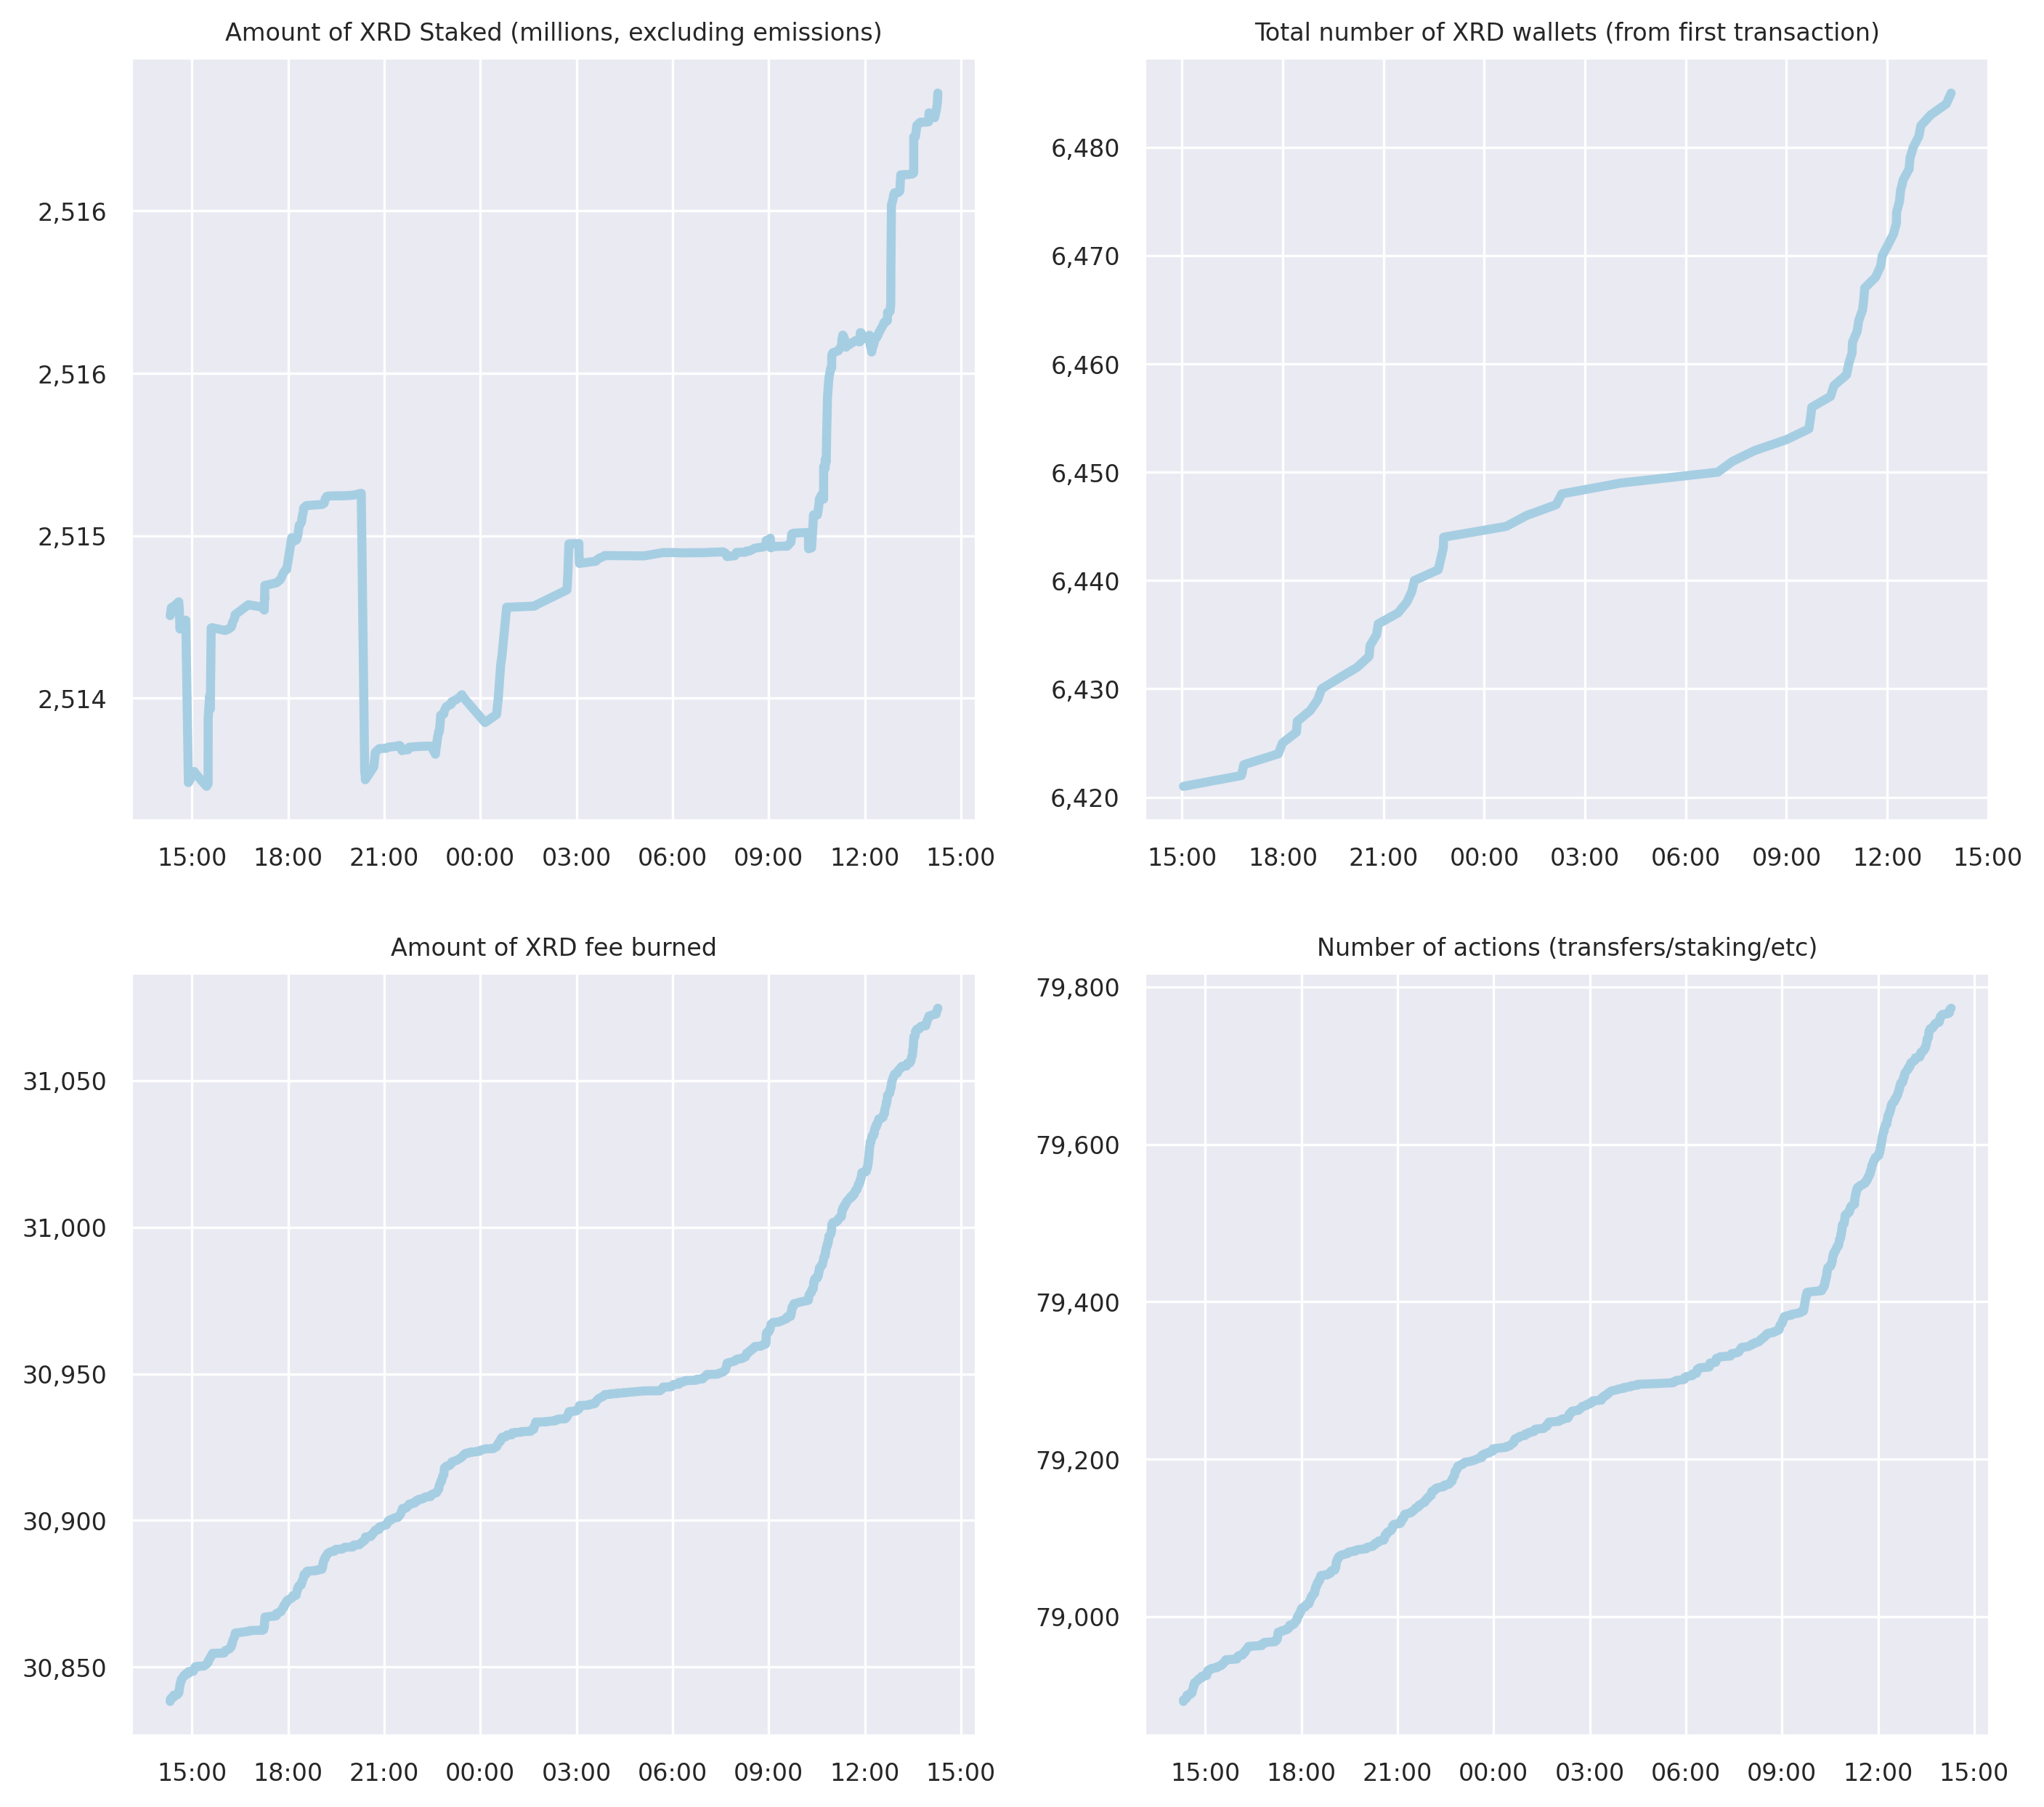 Amount of XRD Staked (millions, excluding emissions)
2,516
2,516
2,515
2,514
15:00 18:00 21:00 00:00 03:00 06:00 09:00 12:00 15:00
Total number of XRD wallets (from first transaction)
6,480
6,470
6,460
6,450
6,440
6,430
6,420
15:00 18:00 21:00 00:00 03:00 06:00 09:00 12:00 15:00
Amount of XRD fee burned
31,050
31,000
30,950
30,900
30,850
15:00 18:00 21:00 00:00 03:00 06:00 09:00 12:00 15:00
Number of actions (transfers/staking/etc)
79,800
79,600
79,400
79,200
79,000
15:00 18:00 21:00 00:00 03:00 06:00 09:00 12:00 15:00